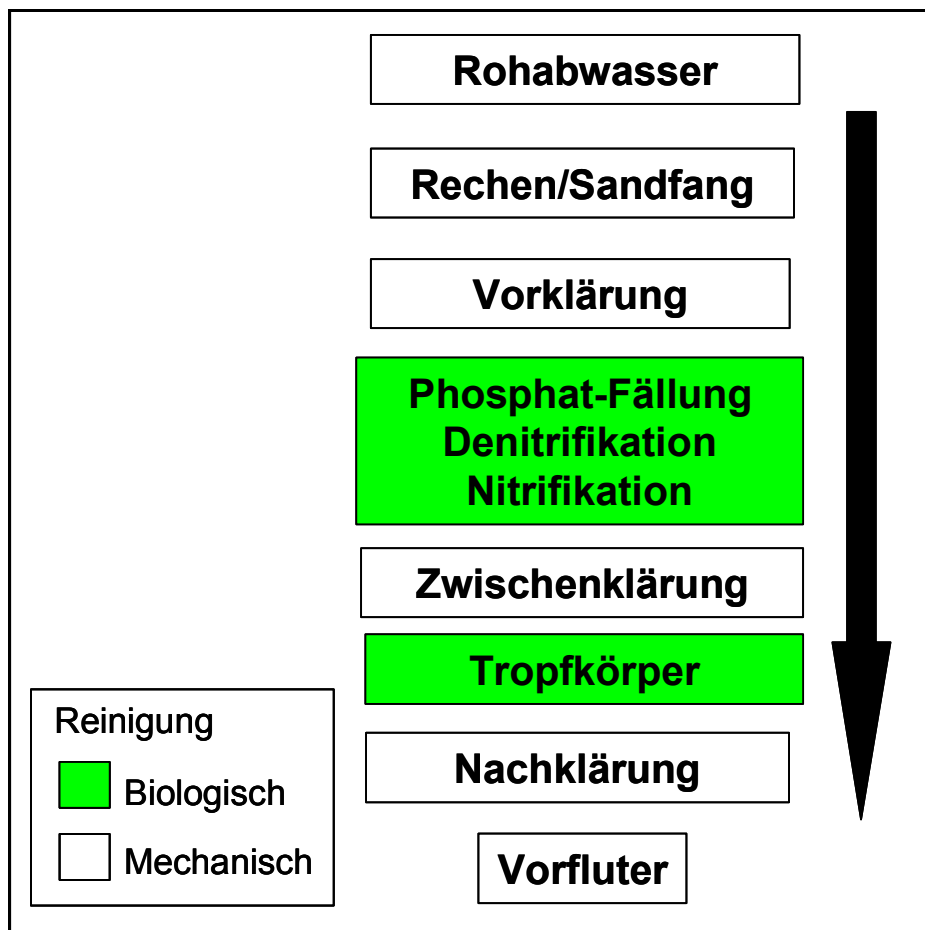 Rohabwasser
Rechen/Sandfang
Vorklärung
Phosphat-Fällung
Denitrifikation
Nitrifikation
Zwischenklärung
Tropfkörper
Nachklärung
Vorfluter
Reinigung
Biologisch
Mechanisch